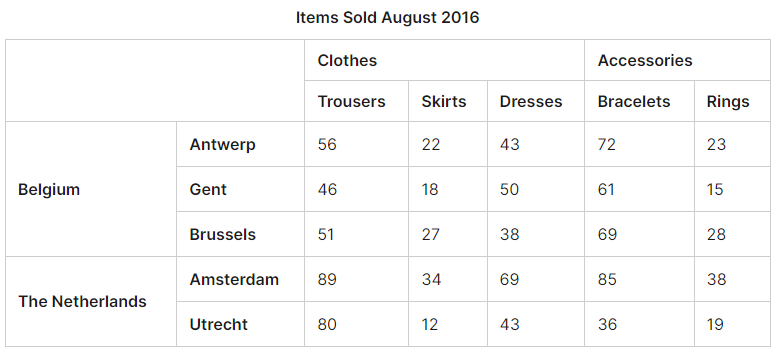 Items Sold August 2016
Clothes Accessories
Trousers Skirts Dresses Bracelets Rings
Belgium Antwerp 56 22 43 72 23
Gent 46 18 50 61 15
Brussels 51 27 38 69 28
The Netherlands Amsterdam 89 34 69 85 38
Utrecht 80 12 43 36 19